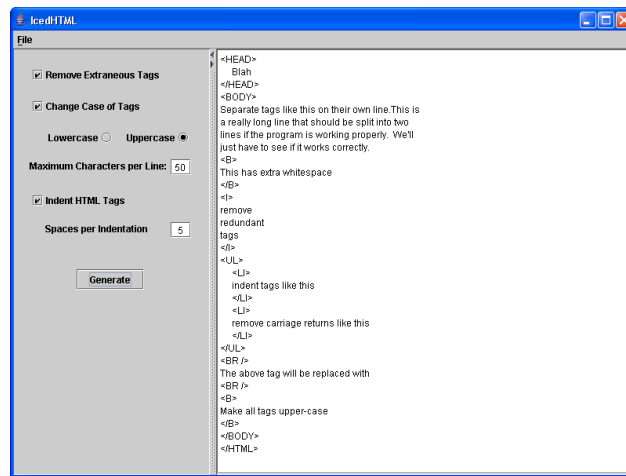 IcedHTML
File
Remove Extraneous Tags
Change Case of Tags
Lowercase Uppercase
Maximum Characters per Line: 50
Indent HTML Tags
Spaces per Indentation 5
Generate
<HEAD>
Blah
</HEAD>
<BODY>
Separate tags like this on their own line.This is
a really long line that should be split into two
lines if the program is working properly. We'll
just have to see if it works correctly.
<B>
This has extra whitespace
</B>
<I>
remove
redundant
tags
</I>
<UL>
<LI>
indent tags like this
</LI>
<LI>
remove carriage returns like this
</LI>
</UL>
<BR />
The above tag will be replaced with
<BR />
<B>
Make all tags upper-case
</B>
</BODY>
</HTML>